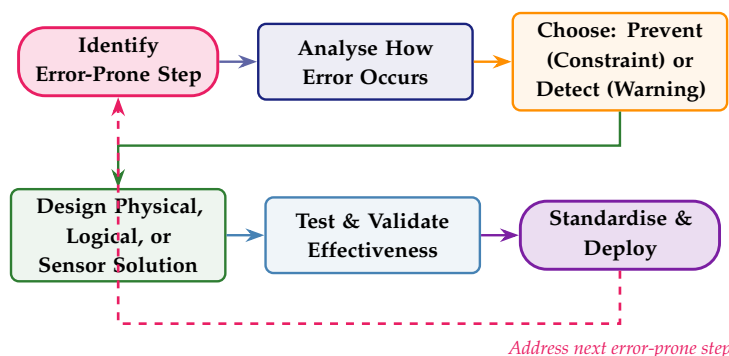 Identify
Error-Prone Step
Analyse How
Error Occurs
Choose: Prevent
(Constraint) or
Detect (Warning)
Design Physical,
Logical, or
Sensor Solution
Test & Validate
Effectiveness
Standardise &
Deploy
Address next error-prone step